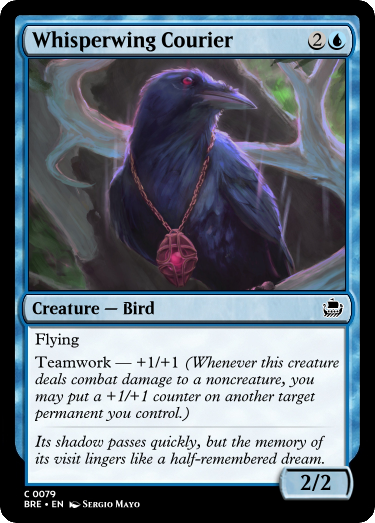 Whisperwing Courier 2
Creature — Bird
Flying
Teamwork — +1/+1 (Whenever this creature
deals combat damage to a noncreature, you
may put a +1/+1 counter on another target
permanent you control.)
Its shadow passes quickly, but the memory of
its visit lingers like a half-remembered dream.
2/2
C 0079
BRE • EN Sergio Mayo